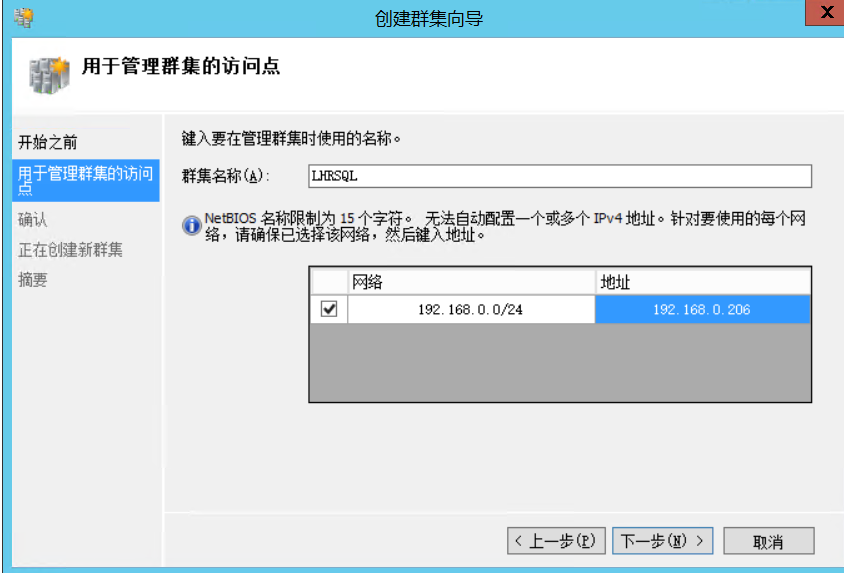 创建群集向导
用于管理群集的访问点
开始之前
用于管理群集的访问
点
确认
正在创建新群集
摘要
键入要在管理群集时使用的名称。
群集名称(A): LHRSQL
NetBIOS 名称限制为 15 个字符。 无法自动配置一个或多个 IPv4 地址。针对要使用的每个网
络，请确保已选择该网络，然后键入地址。
网络 地址
192.168.0.0/24 192.168.0.206
< 上一步(P) 下一步(N) > 取消